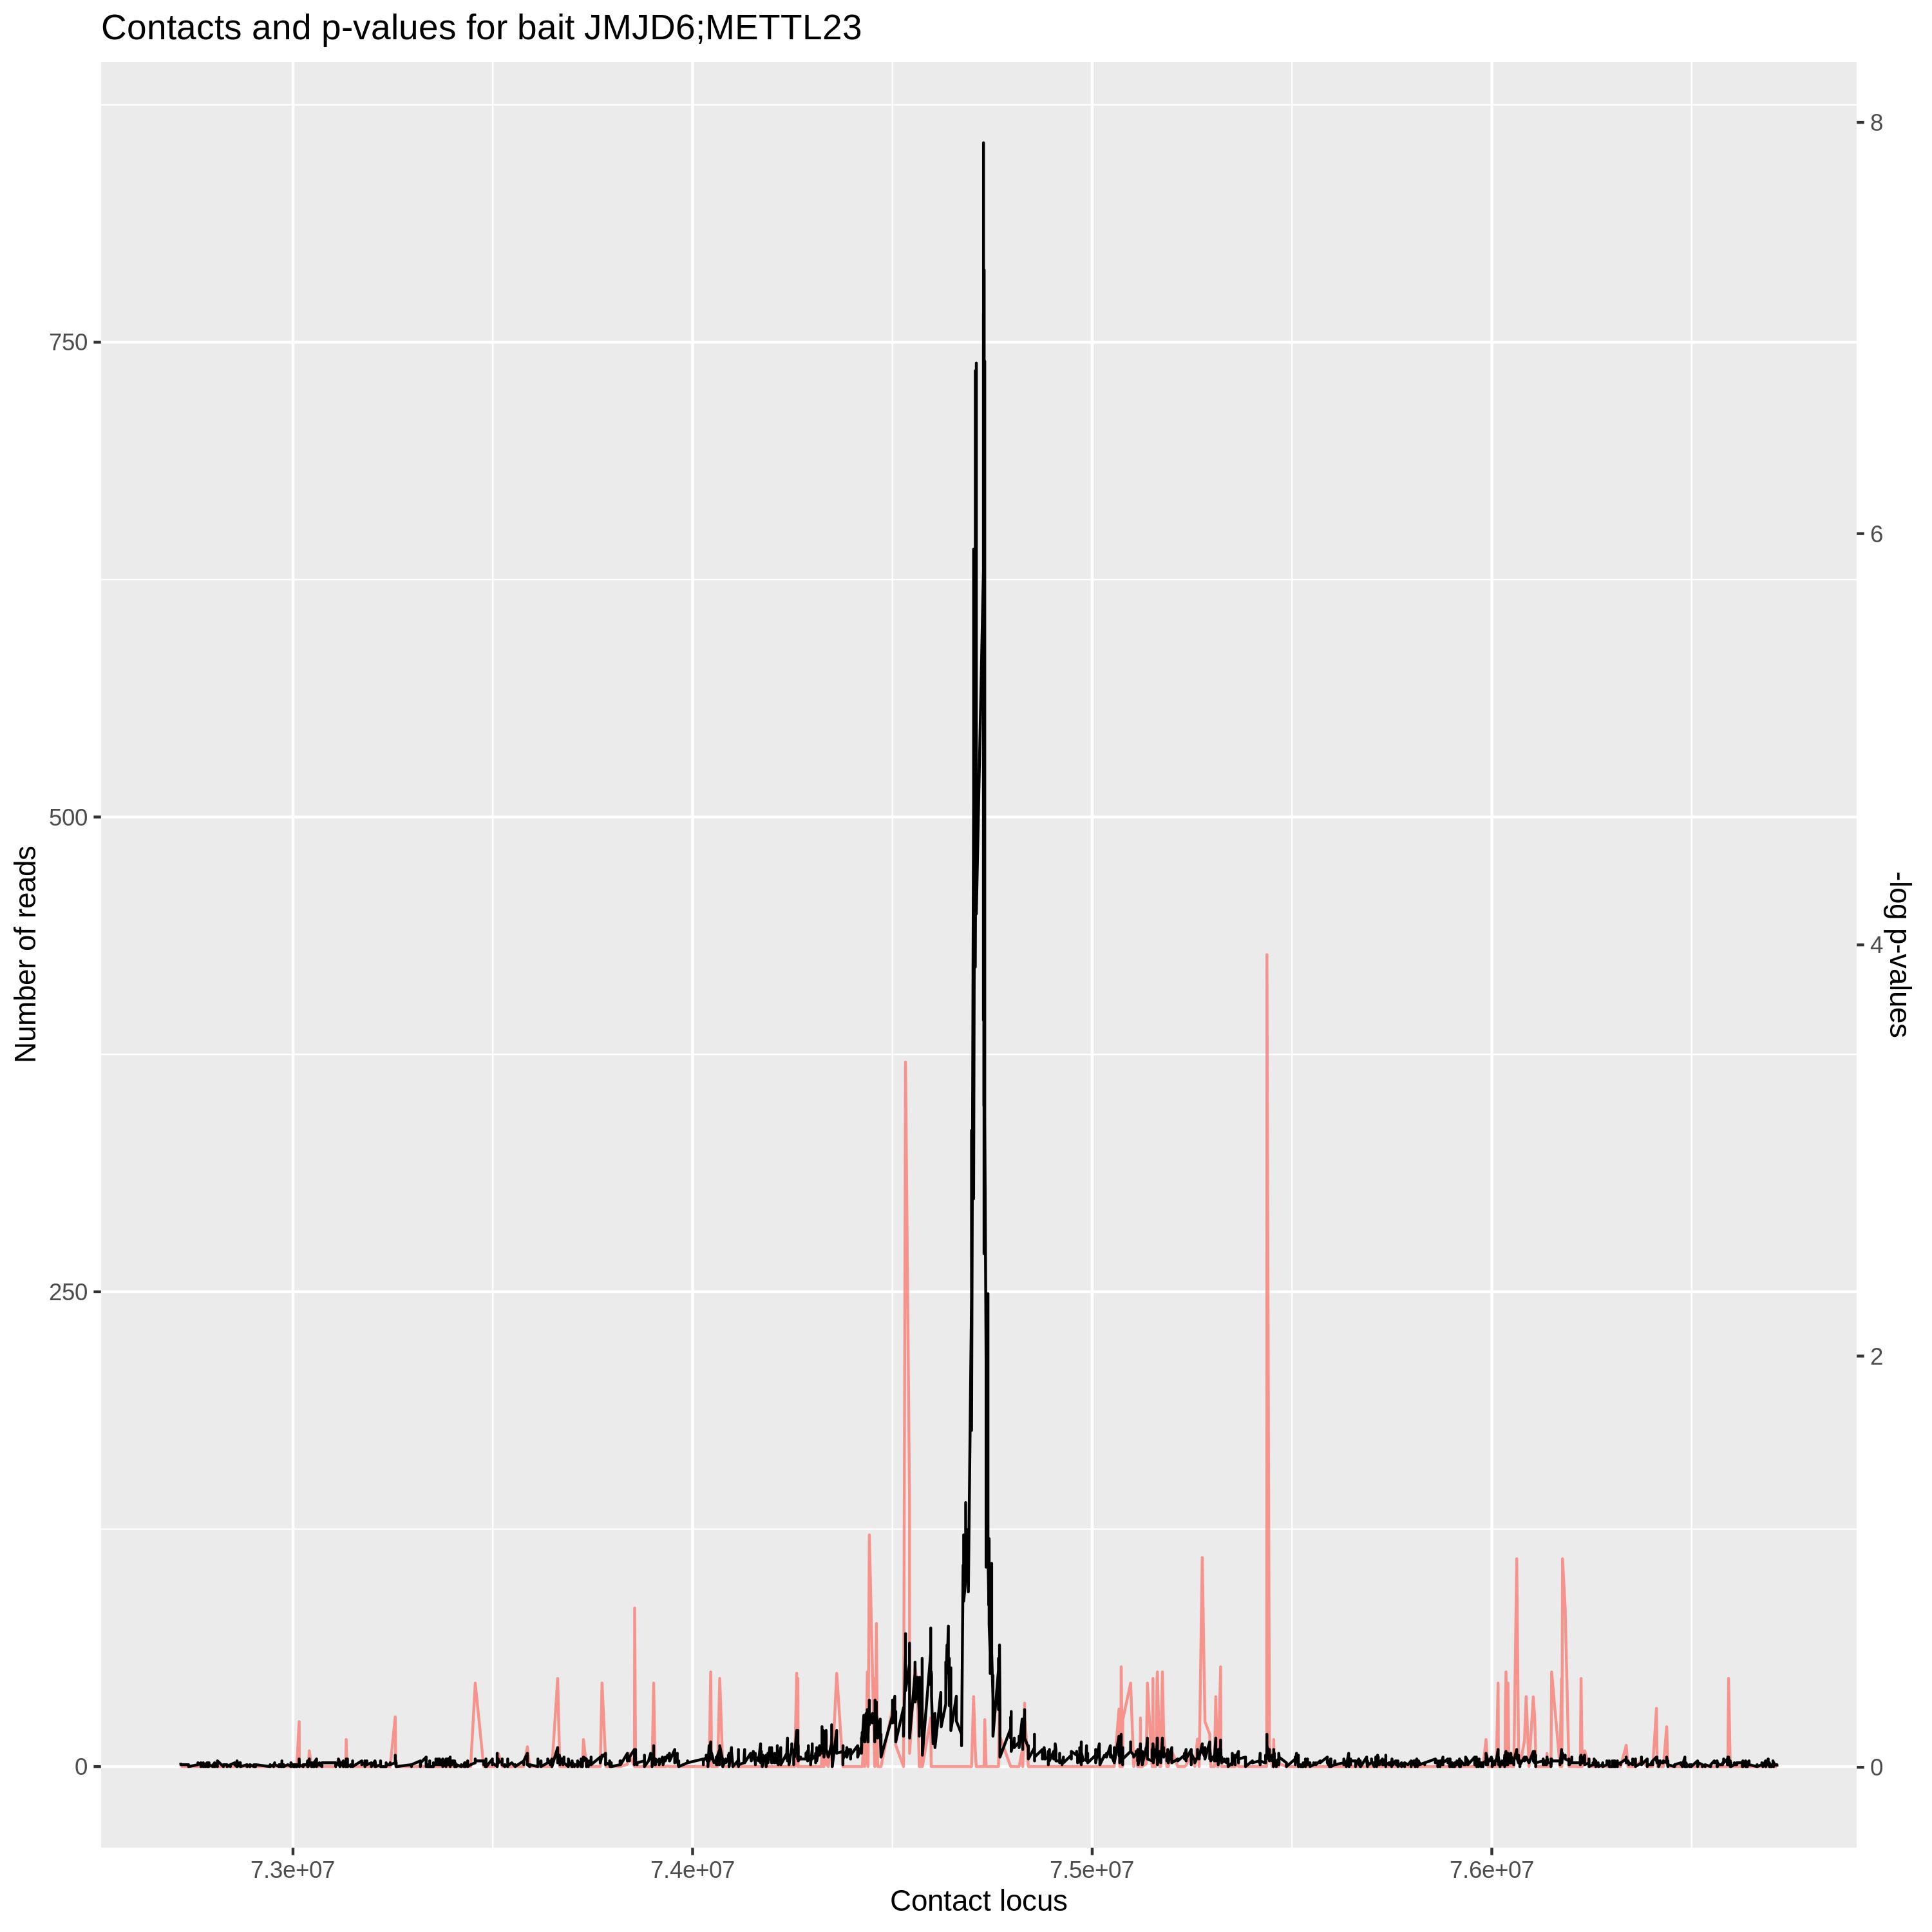 Contacts and p-values for bait JMJD6;METTL23
8
750
6
500
Number of reads
-log p-values
4
250
2
0
0
7.3e+07
7.4e+07
7.5e+07
7.6e+07
Contact locus